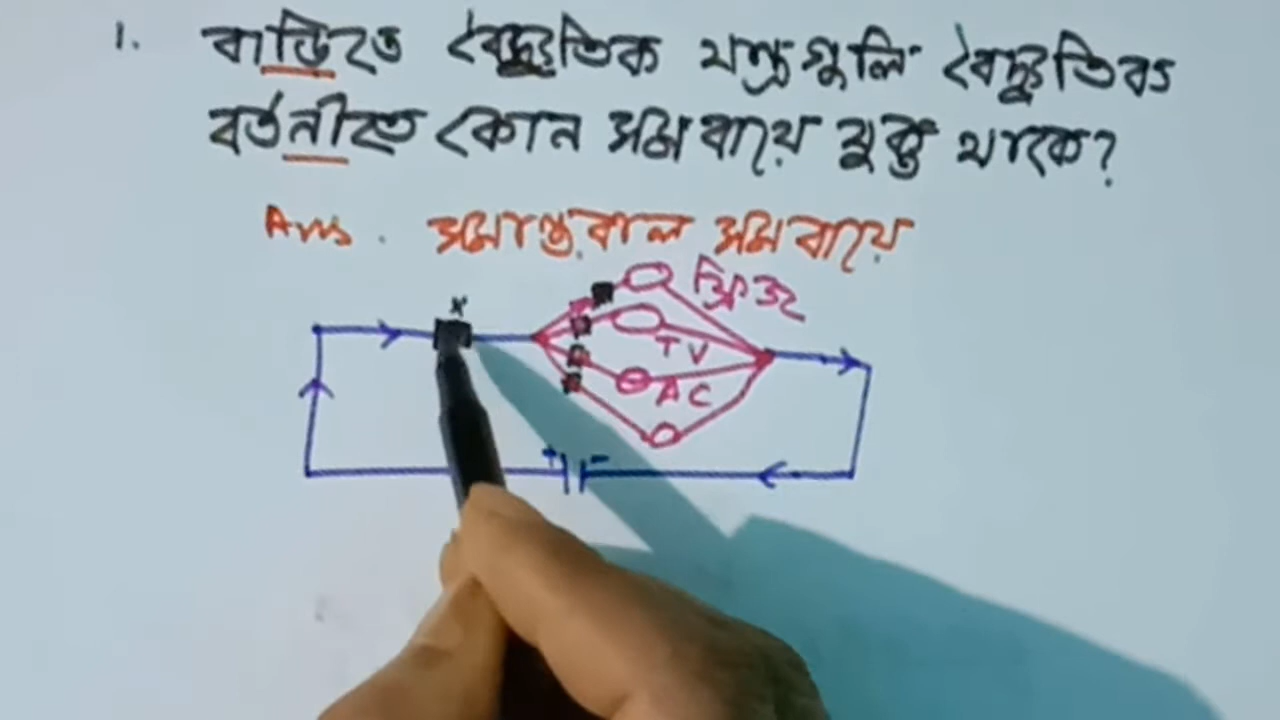 1. বাড়িতে বৈদ্যুতিক যন্ত্রগুলি বৈদ্যুতিক
বর্তনীতে কোন সমবায়ে যুক্ত থাকে?
Ans. সমান্তরাল সমবায়ে
ফ্রিজ
TV
AC
+ -